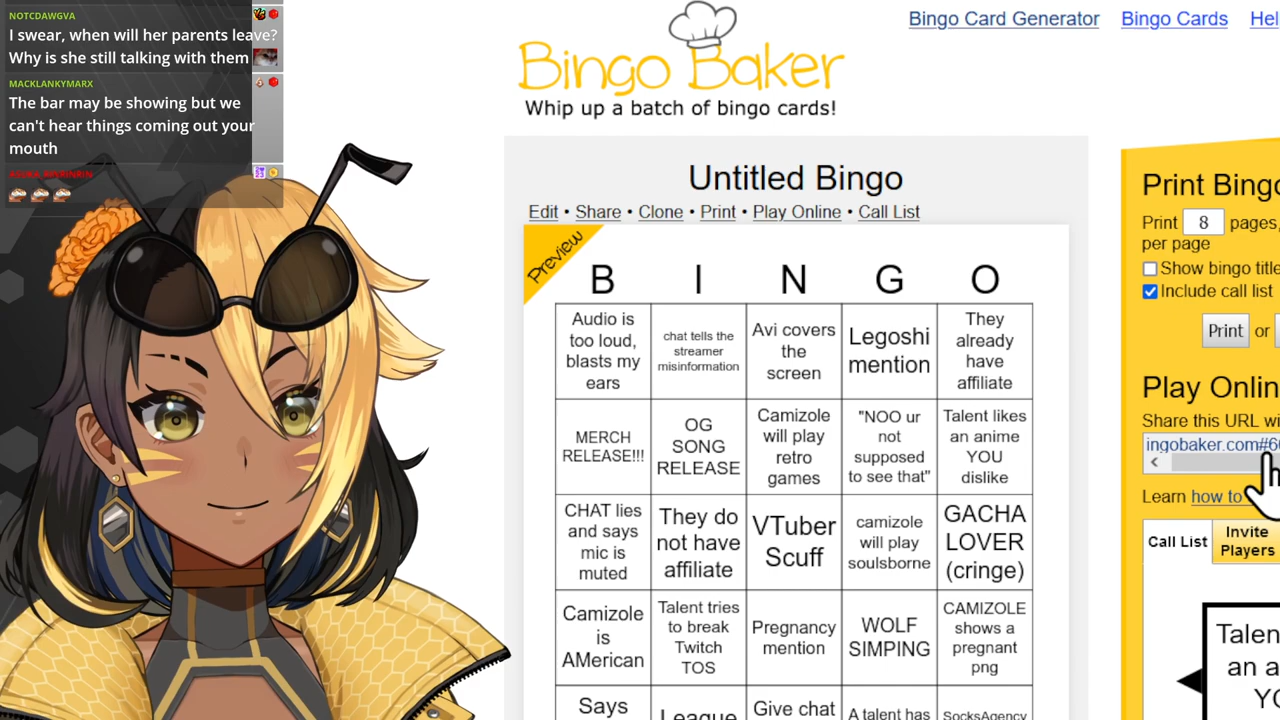 NOTCDAWGVA
I swear, when will her parents leave?
Why is she still talking with them
MACKLANKYMARX
The bar may be showing but we
can't hear things coming out your
mouth
Bingo Baker
Whip up a batch of bingo cards!
Bingo Card Generator Bingo Cards Hel
Untitled Bingo
Edit • Share • Clone • Print • Play Online • Call List
Preview
B I N G O
Audio is
too loud,
blasts my
ears
chat tells the
streamer
misinformation
Avi covers
the
screen
Legoshi
mention
They
already
have
affiliate
MERCH
RELEASE!!!
OG
SONG
RELEASE
Camizole
will play
retro
games
"NOO ur
not
supposed
to see that"
Talent likes
an anime
YOU
dislike
CHAT lies
and says
mic is
muted
They do
not have
affiliate
VTuber
Scuff
camizole
will play
soulsborne
GACHA
LOVER
(cringe)
Camizole
is
AMerican
Talent tries
to break
Twitch
TOS
Pregnancy
mention
WOLF
SIMPING
CAMIZOLE
shows a
pregnant
png
Says
League
Give chat
A talent has
SocksAgency
Print Bingo
Print 8 pages,
per page
Show bingo title
Include call list
Print or
Play Onlin
Share this URL wi
ingobaker.com#6
Learn how to
Call List
Invite
Players
Talen
an a
YO